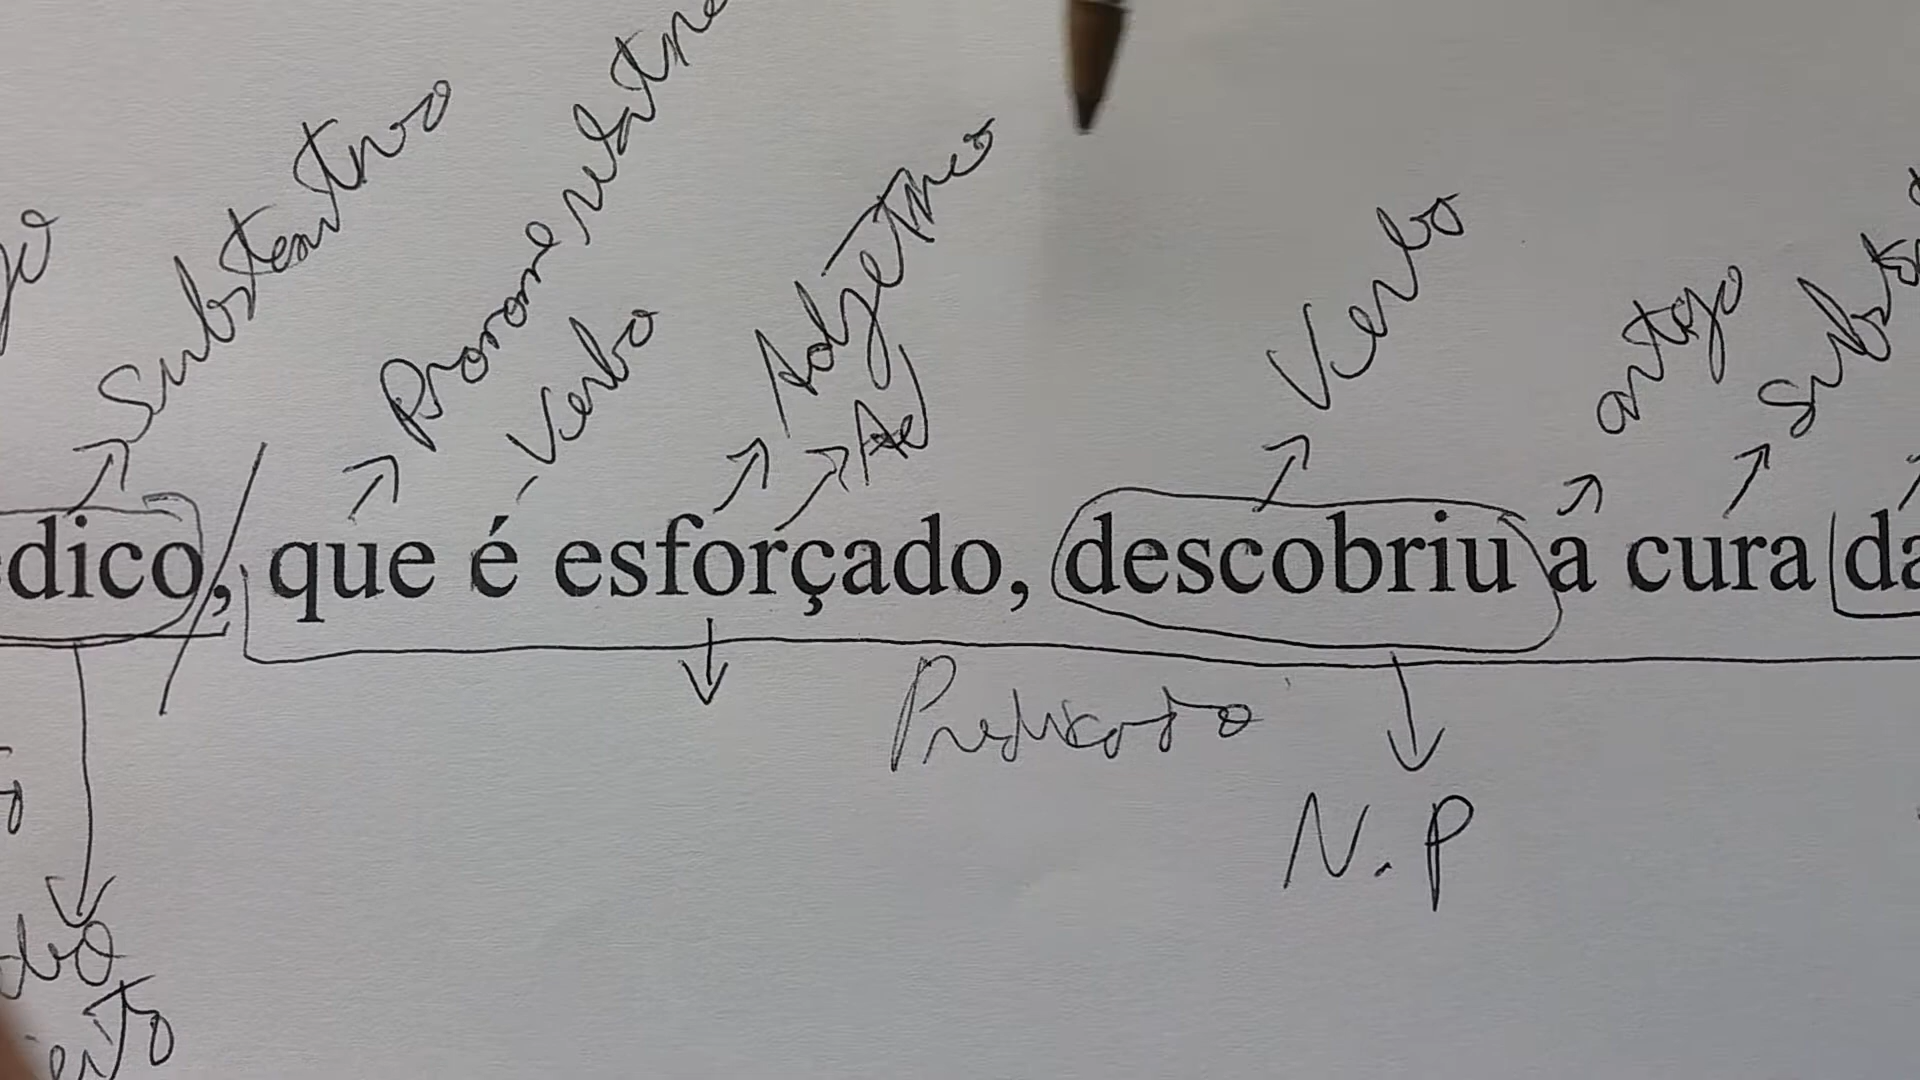 Substantivo
Pronome relativo
Verbo
Adjetivo
Verbo
artigo
dico, que é esforçado, descobriu a cura da
Predicado
N.P